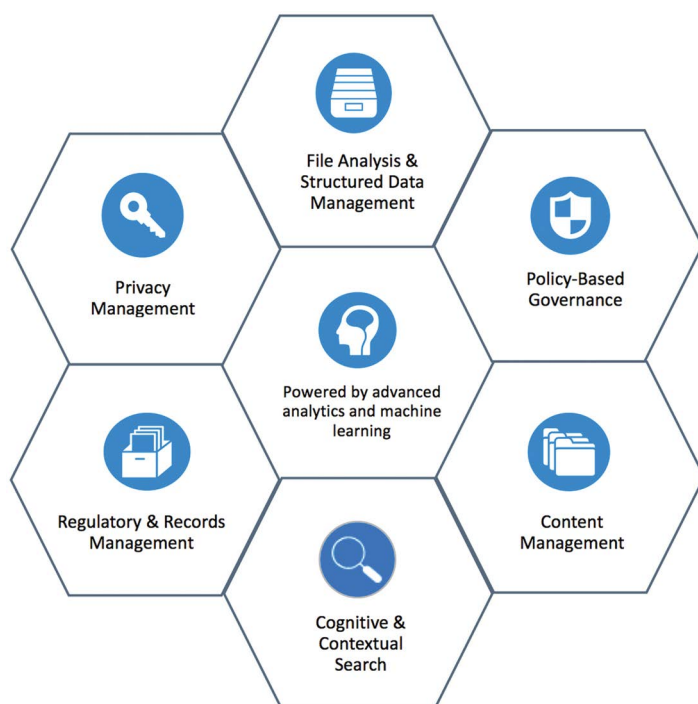 File Analysis &
Structured Data
Management
Privacy
Management
Policy-Based
Governance
Powered by advanced
analytics and machine
learning
Regulatory & Records
Management
Content
Management
Cognitive &
Contextual
Search